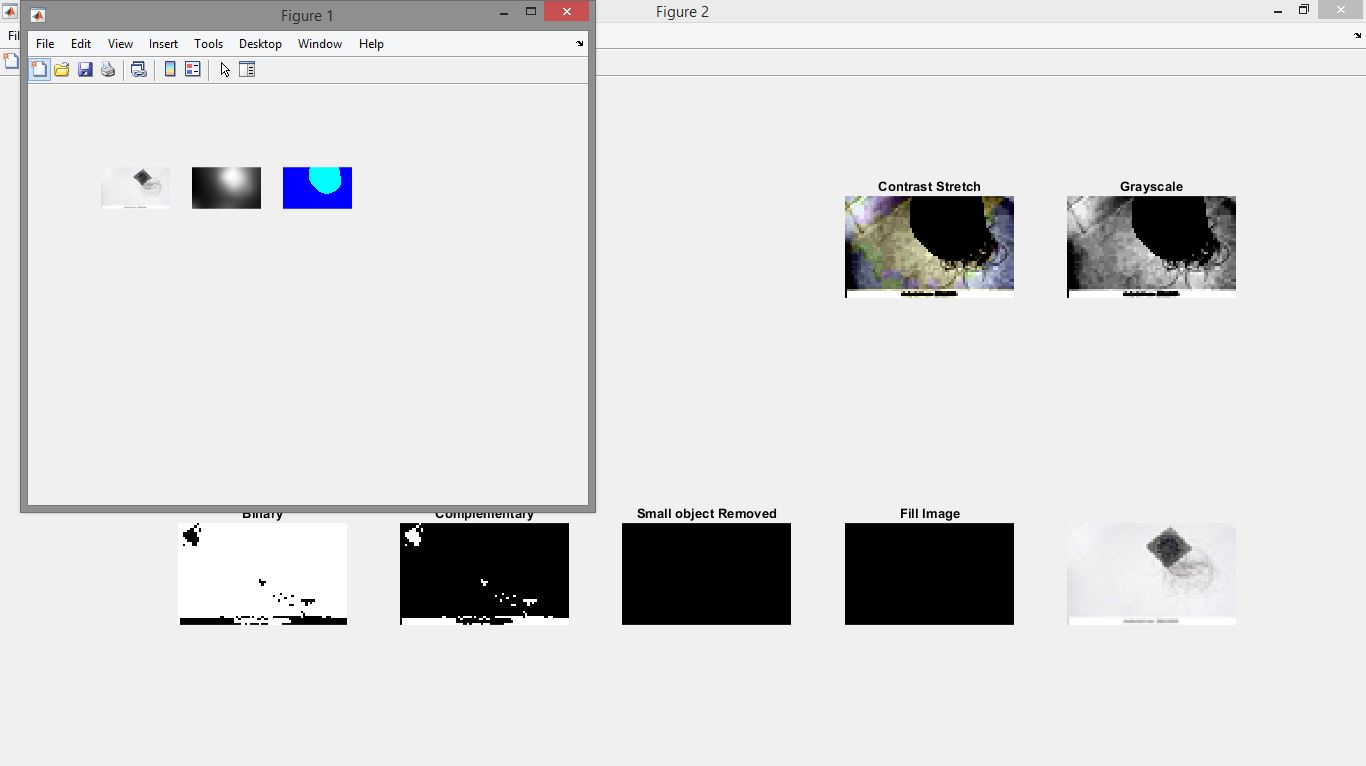 Figure 1
File Edit View Insert Tools Desktop Window Help
Figure 2
Contrast Stretch
Grayscale
Binary
Complementary
Small object Removed
Fill Image